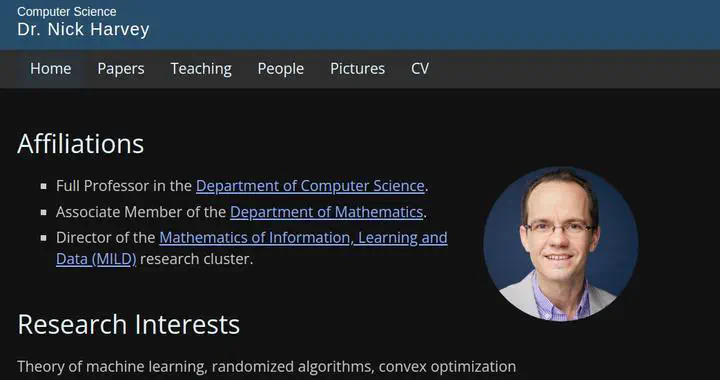 Computer Science
Dr. Nick Harvey
Home Papers Teaching People Pictures CV
Affiliations
Full Professor in the Department of Computer Science.
Associate Member of the Department of Mathematics.
Director of the Mathematics of Information, Learning and
Data (MILD) research cluster.
Research Interests
Theory of machine learning, randomized algorithms, convex optimization